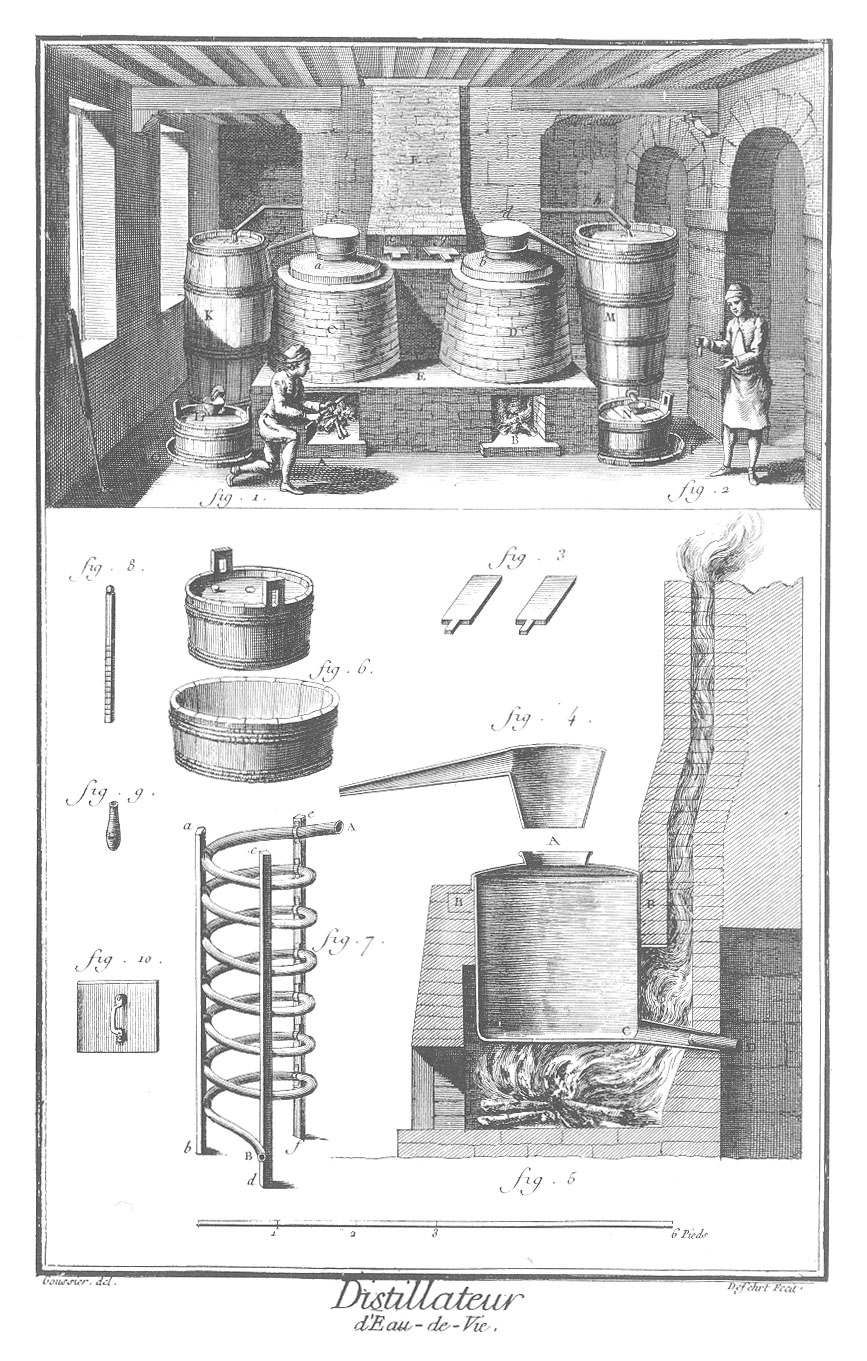 F
h
c
d
a
b
K
C
D
M
E
A
B
fig. 1.
fig. 2
fig. 8.
fig. 3
fig. 6.
fig. 4.
fig. 9.
a
e
A
c
A
B
B
fig. 7.
fig. 10.
C
b
B
f
d
fig. 5
1 2 3 6 Pieds
Goussier. del.
Defehrt Fecit.
Distillateur
d'Eau-de-Vie.